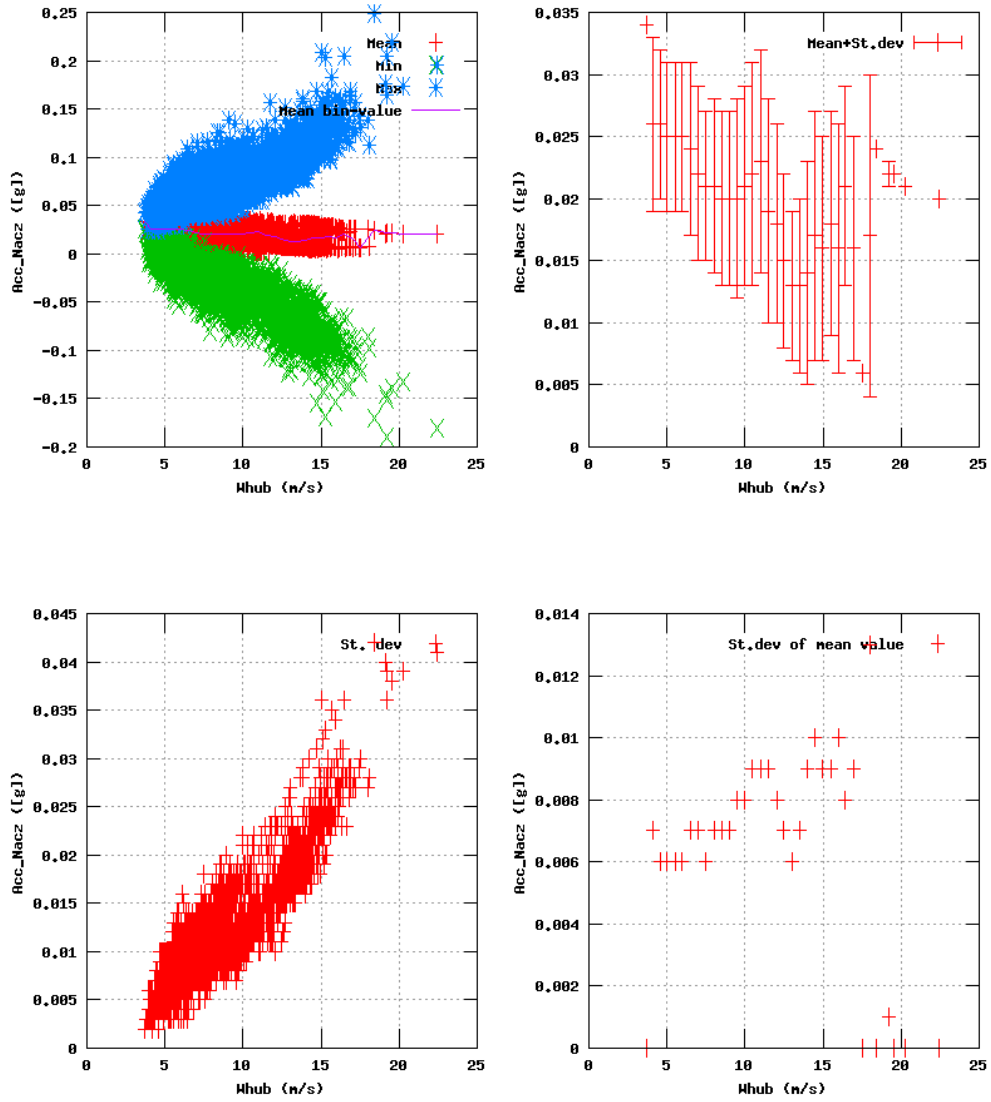 0.25
0.2
0.15
0.1
0.05
0
-0.05
-0.1
-0.15
-0.2
Acc_Nacz ([g])
Mean
Min
Max
Mean bin-value
0 5 10 15 20 25
Whub (m/s)
0.035
0.03
0.025
0.02
0.015
0.01
0.005
0
Acc_Nacz ([g])
Mean+St.dev
0 5 10 15 20 25
Whub (m/s)
0.045
0.04
0.035
0.03
0.025
0.02
0.015
0.01
0.005
0
Acc_Nacz ([g])
St. dev
0 5 10 15 20 25
Whub (m/s)
0.014
0.012
0.01
0.008
0.006
0.004
0.002
0
Acc_Nacz ([g])
St.dev of mean value
0 5 10 15 20 25
Whub (m/s)